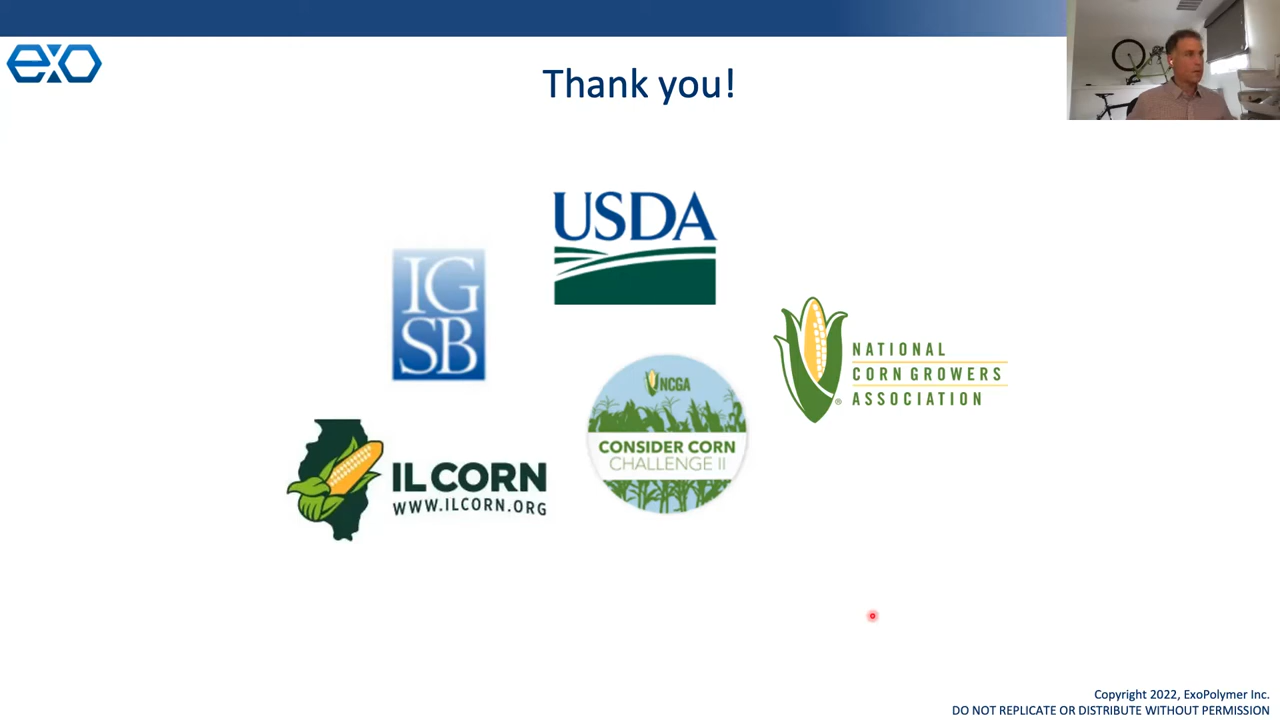 exo
Thank you!
USDA
IG
SB
NATIONAL
CORN GROWERS
ASSOCIATION
®
NCGA
CONSIDER CORN
CHALLENGE II
IL CORN
WWW.ILCORN.ORG
Copyright 2022, ExoPolymer Inc.
DO NOT REPLICATE OR DISTRIBUTE WITHOUT PERMISSION